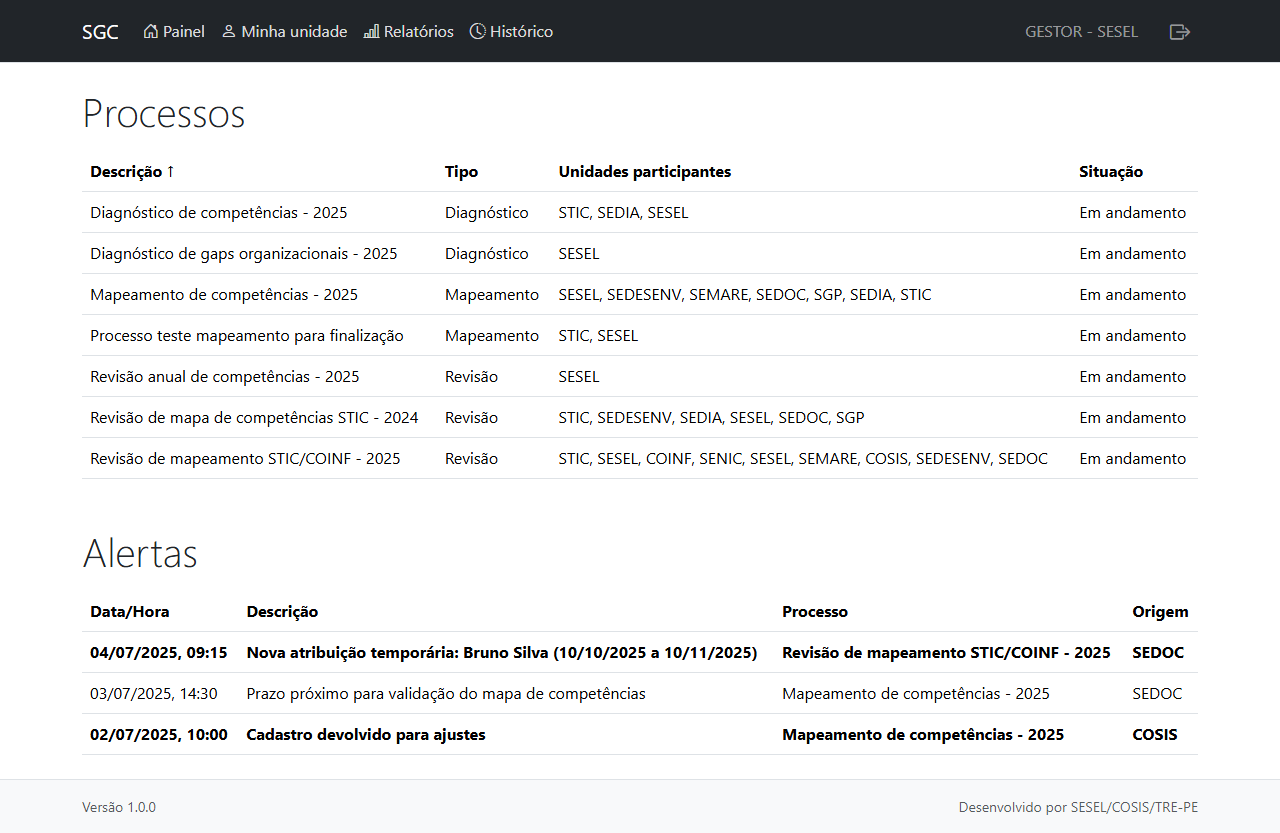 SGC Painel Minha unidade Relatórios Histórico GESTOR - SESEL
Processos
Descrição ↑ Tipo Unidades participantes Situação
Diagnóstico de competências - 2025 Diagnóstico STIC, SEDIA, SESEL Em andamento
Diagnóstico de gaps organizacionais - 2025 Diagnóstico SESEL Em andamento
Mapeamento de competências - 2025 Mapeamento SESEL, SEDESENV, SEMARE, SEDOC, SGP, SEDIA, STIC Em andamento
Processo teste mapeamento para finalização Mapeamento STIC, SESEL Em andamento
Revisão anual de competências - 2025 Revisão SESEL Em andamento
Revisão de mapa de competências STIC - 2024 Revisão STIC, SEDESENV, SEDIA, SESEL, SEDOC, SGP Em andamento
Revisão de mapeamento STIC/COINF - 2025 Revisão STIC, SESEL, COINF, SENIC, SESEL, SEMARE, COSIS, SEDESENV, SEDOC Em andamento
Alertas
Data/Hora Descrição Processo Origem
04/07/2025, 09:15 Nova atribuição temporária: Bruno Silva (10/10/2025 a 10/11/2025) Revisão de mapeamento STIC/COINF - 2025 SEDOC
03/07/2025, 14:30 Prazo próximo para validação do mapa de competências Mapeamento de competências - 2025 SEDOC
02/07/2025, 10:00 Cadastro devolvido para ajustes Mapeamento de competências - 2025 COSIS
Versão 1.0.0 Desenvolvido por SESEL/COSIS/TRE-PE